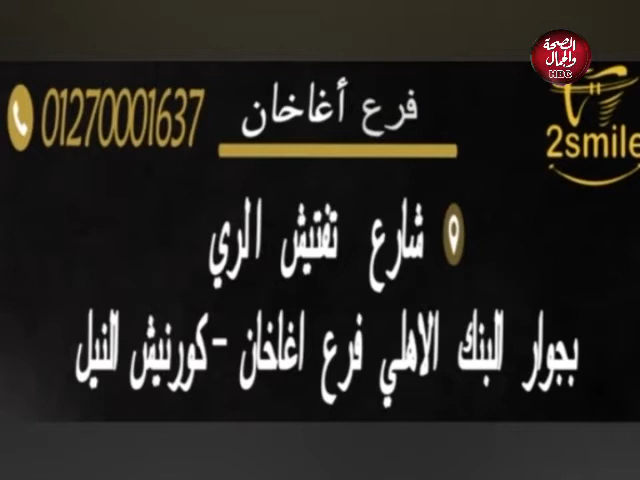 الصحة
والجمال
HBC
01270001637
فرع أغاخان
2smile
شارع تفتيش الري
بجوار البنك الاهلي فرع اغاخان - كورنيش النيل